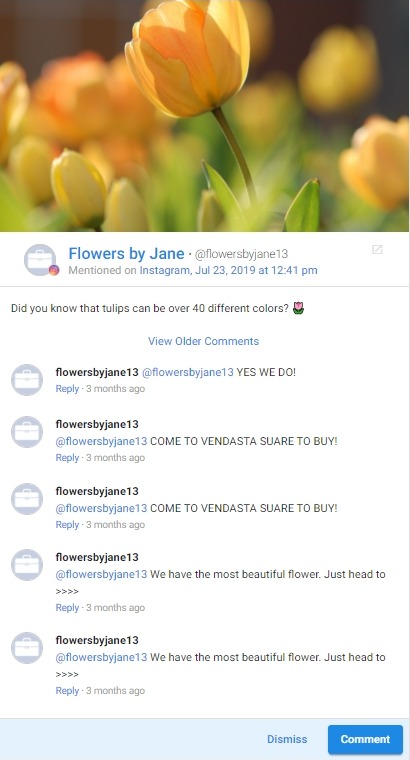 Flowers by Jane · @flowersbyjane13
Mentioned on Instagram, Jul 23, 2019 at 12:41 pm
Did you know that tulips can be over 40 different colors? 🌷
View Older Comments
flowersbyjane13 @flowersbyjane13 YES WE DO!
Reply · 3 months ago
flowersbyjane13
@flowersbyjane13 COME TO VENDASTA SUARE TO BUY!
Reply · 3 months ago
flowersbyjane13
@flowersbyjane13 COME TO VENDASTA SUARE TO BUY!
Reply · 3 months ago
flowersbyjane13
@flowersbyjane13 We have the most beautiful flower. Just head to
>>>>
Reply · 3 months ago
flowersbyjane13
@flowersbyjane13 We have the most beautiful flower. Just head to
>>>>
Reply · 3 months ago
Dismiss Comment